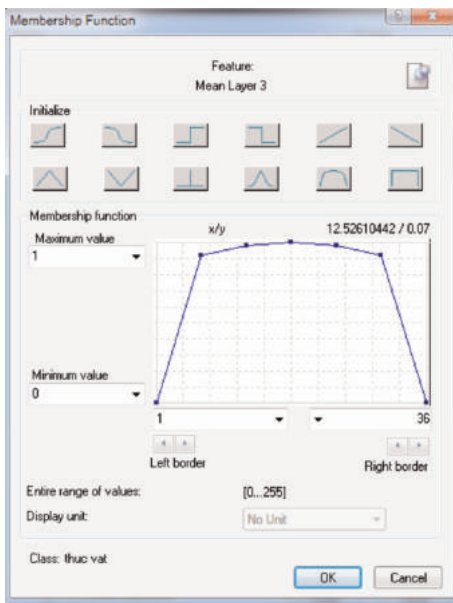 Membership Function
Feature:
Mean Layer 3
Initialize
Membership function
Maximum value
x/y
12.52610442 / 0.07
1
Minimum value
0
1
36
Left border
Right border
Entire range of values:
[0...255]
Display unit:
No Unit
Class: thuc vat
OK
Cancel